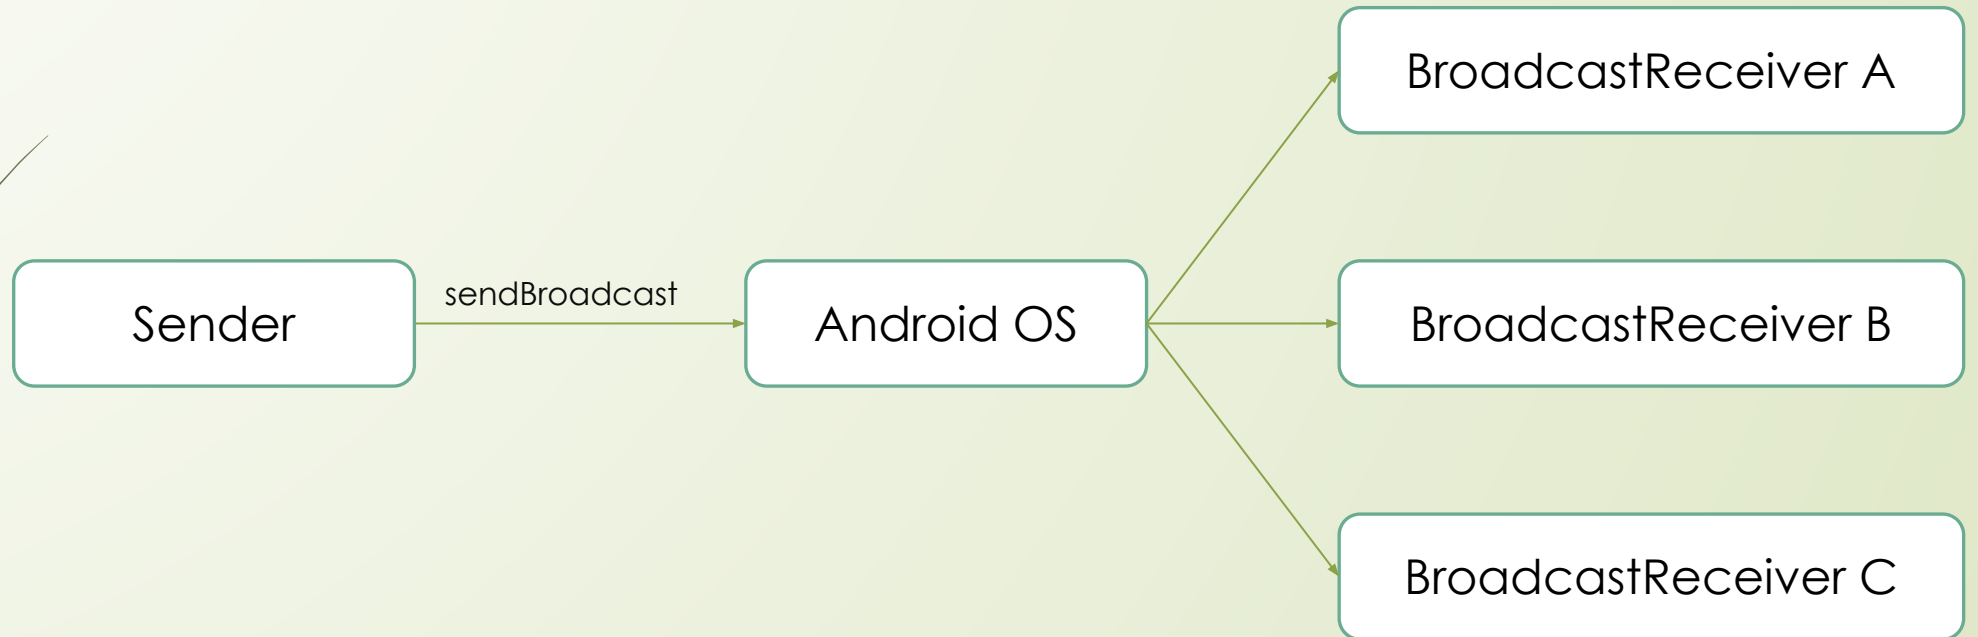 BroadcastReceiver A
sendBroadcast
Sender
Android OS
BroadcastReceiver B
BroadcastReceiver C